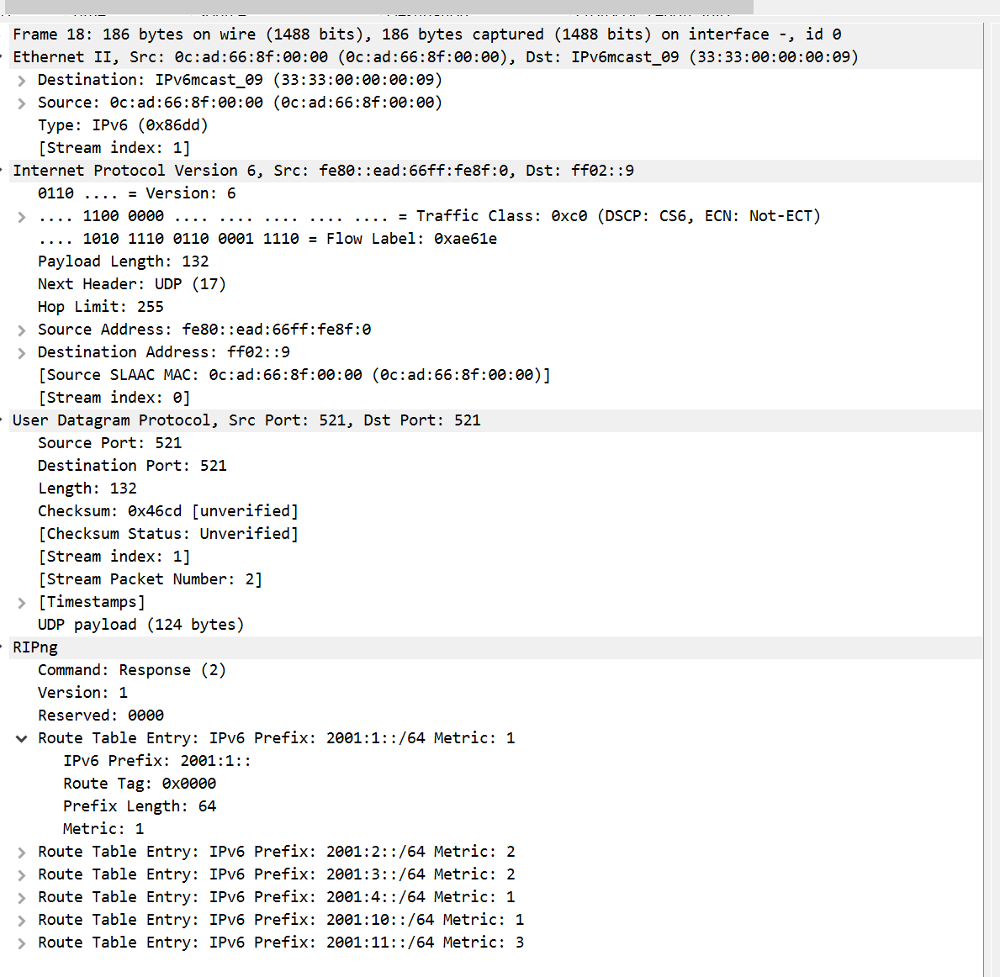 Frame 18: 186 bytes on wire (1488 bits), 186 bytes captured (1488 bits) on interface -, id 0
Ethernet II, Src: 0c:ad:66:8f:00:00 (0c:ad:66:8f:00:00), Dst: IPv6mcast_09 (33:33:00:00:00:09)
Destination: IPv6mcast_09 (33:33:00:00:00:09)
Source: 0c:ad:66:8f:00:00 (0c:ad:66:8f:00:00)
Type: IPv6 (0x86dd)
[Stream index: 1]
Internet Protocol Version 6, Src: fe80::ead:66ff:fe8f:0, Dst: ff02::9
0110 .... = Version: 6
.... 1100 0000 .... .... .... .... .... = Traffic Class: 0xc0 (DSCP: CS6, ECN: Not-ECT)
.... 1010 1110 0110 0001 1110 = Flow Label: 0xae61e
Payload Length: 132
Next Header: UDP (17)
Hop Limit: 255
Source Address: fe80::ead:66ff:fe8f:0
Destination Address: ff02::9
[Source SLAAC MAC: 0c:ad:66:8f:00:00 (0c:ad:66:8f:00:00)]
[Stream index: 0]
User Datagram Protocol, Src Port: 521, Dst Port: 521
Source Port: 521
Destination Port: 521
Length: 132
Checksum: 0x46cd [unverified]
[Checksum Status: Unverified]
[Stream index: 1]
[Stream Packet Number: 2]
[Timestamps]
UDP payload (124 bytes)
RIPng
Command: Response (2)
Version: 1
Reserved: 0000
Route Table Entry: IPv6 Prefix: 2001:1::/64 Metric: 1
IPv6 Prefix: 2001:1::
Route Tag: 0x0000
Prefix Length: 64
Metric: 1
Route Table Entry: IPv6 Prefix: 2001:2::/64 Metric: 2
Route Table Entry: IPv6 Prefix: 2001:3::/64 Metric: 2
Route Table Entry: IPv6 Prefix: 2001:4::/64 Metric: 1
Route Table Entry: IPv6 Prefix: 2001:10::/64 Metric: 1
Route Table Entry: IPv6 Prefix: 2001:11::/64 Metric: 3